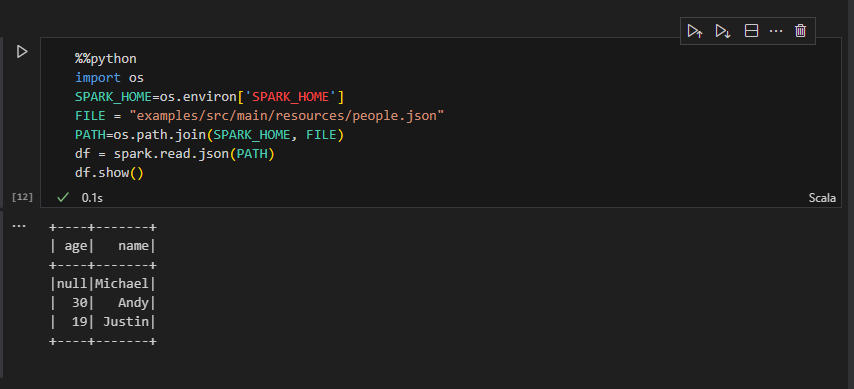 %%python
import os
SPARK_HOME=os.environ['SPARK_HOME']
FILE = "examples/src/main/resources/people.json"
PATH=os.path.join(SPARK_HOME, FILE)
df = spark.read.json(PATH)
df.show()
[12] 0.1s Scala
+----+-------+
| age|   name|
+----+-------+
|null|Michael|
|  30|   Andy|
|  19| Justin|
+----+-------+